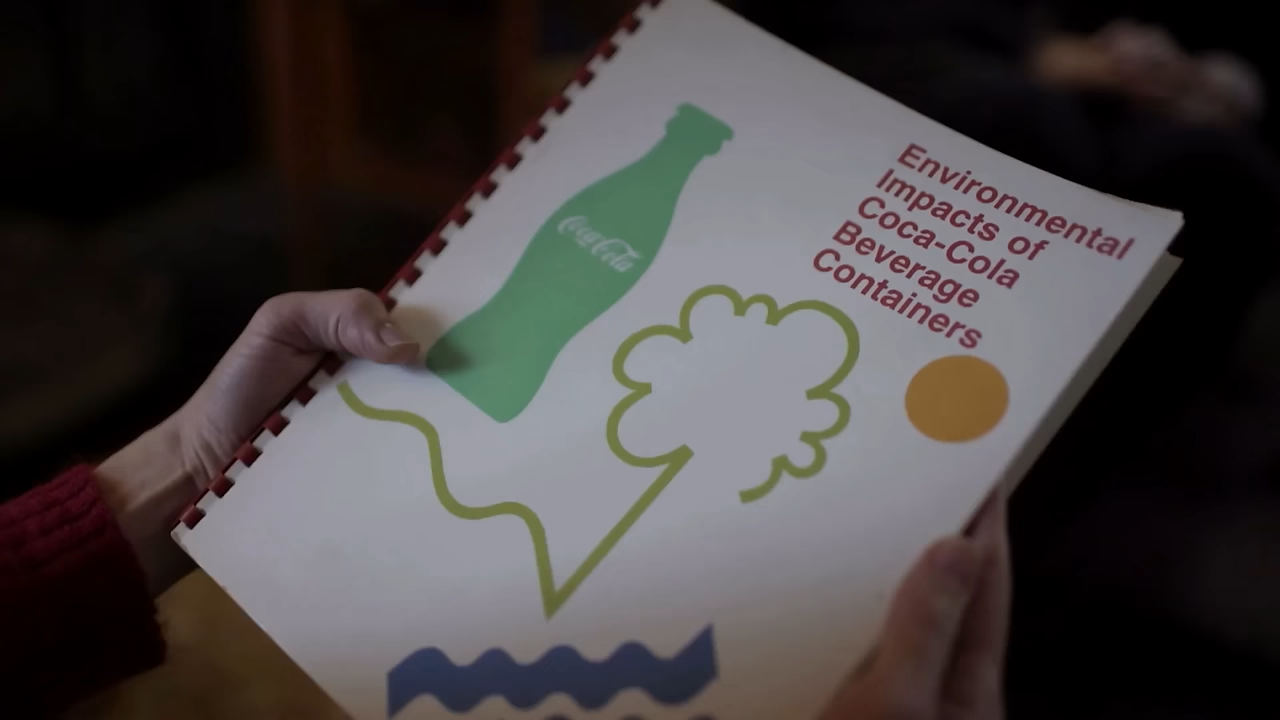 Environmental
Impacts of
Coca-Cola
Beverage
Containers
Coca-Cola